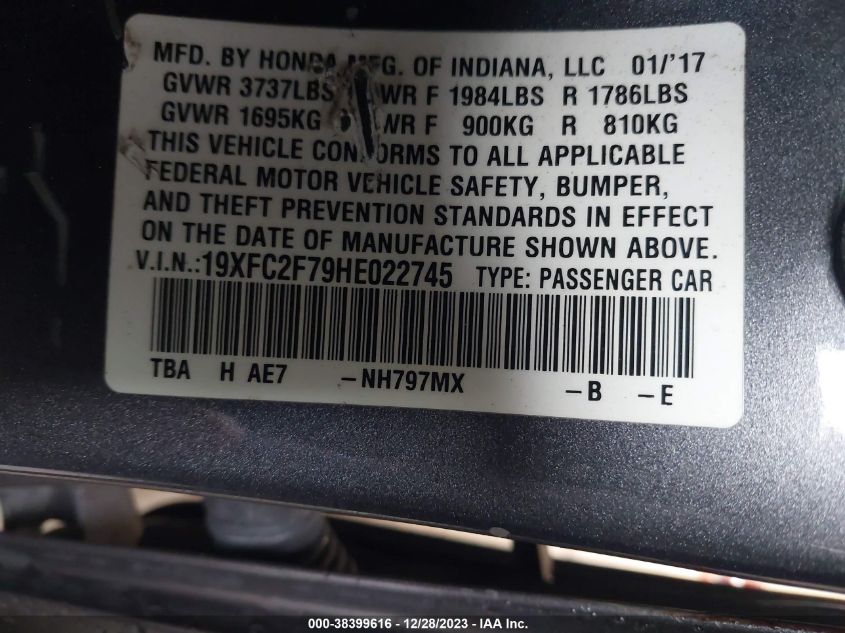 MFD. BY HONDA MFG. OF INDIANA, LLC 01/'17
GVWR 3737LBS WR F 1984LBS R 1786LBS
GVWR 1695KG WR F 900KG R 810KG
THIS VEHICLE CONFORMS TO ALL APPLICABLE
FEDERAL MOTOR VEHICLE SAFETY, BUMPER,
AND THEFT PREVENTION STANDARDS IN EFFECT
ON THE DATE OF MANUFACTURE SHOWN ABOVE.
V.I.N.:19XFC2F79HE022745 TYPE: PASSENGER CAR
TBA H AE7 -NH797MX -B -E
000-38399616 - 12/28/2023 - IAA Inc.